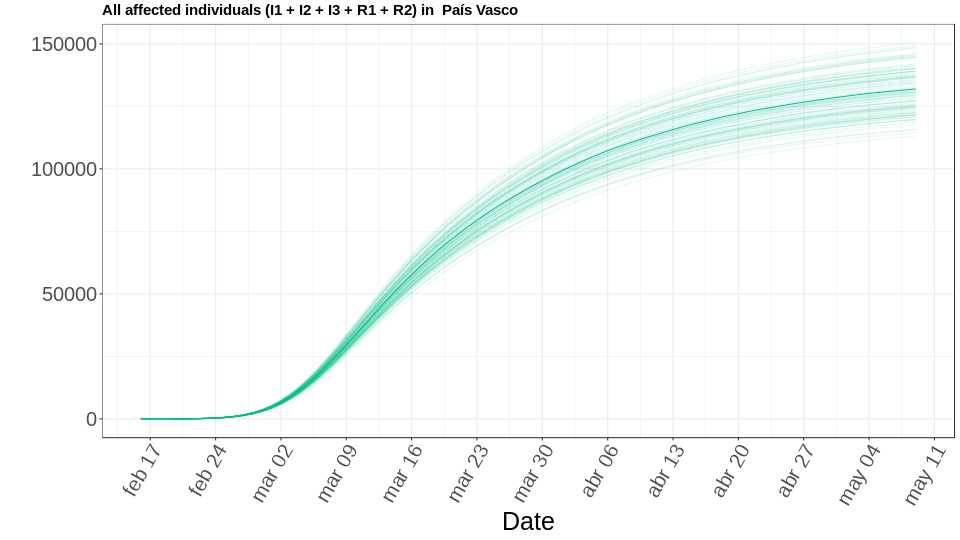 All affected individuals (I1 + I2 + I3 + R1 + R2) in  País Vasco
150000
100000
50000
0
feb 17
feb 24
mar 02
mar 09
mar 16
mar 23
mar 30
abr 06
abr 13
abr 20
abr 27
may 04
may 11
Date